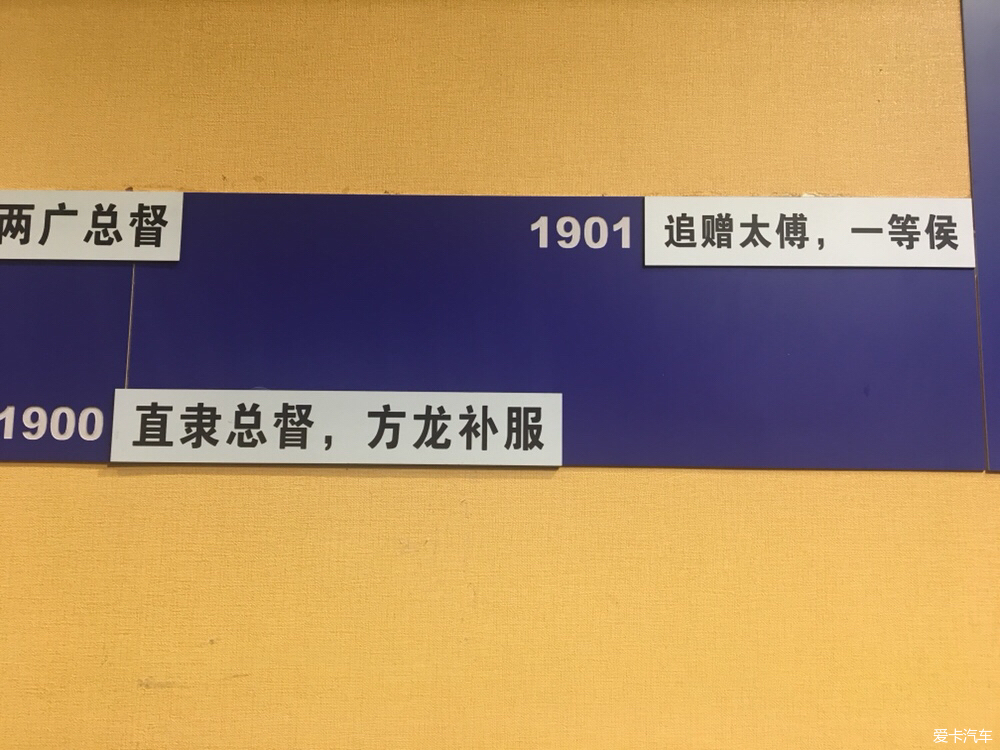 两广总督
1901 追赠太傅，一等侯
1900 直隶总督，方龙补服
爱卡汽车